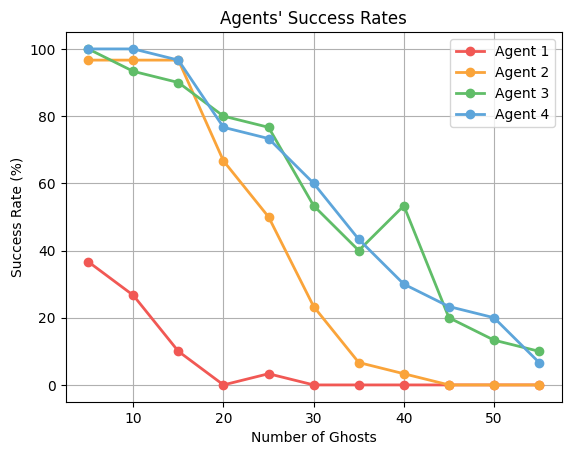 Agents' Success Rates
Agent 1
Agent 2
Agent 3
Agent 4
Success Rate (%)
100
80
60
40
20
0
10 20 30 40 50
Number of Ghosts